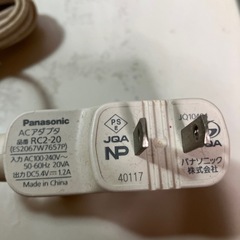 Panasonic
ACアダプタ
品番 RC2-20
(ES2067W7657P)
入力 AC100-240V~
50-60Hz 20VA
出力 DC5.4V⎓1.2A
Made in China
PS
E
JQA
NP
40117
JQA
パナソニック
株式会社